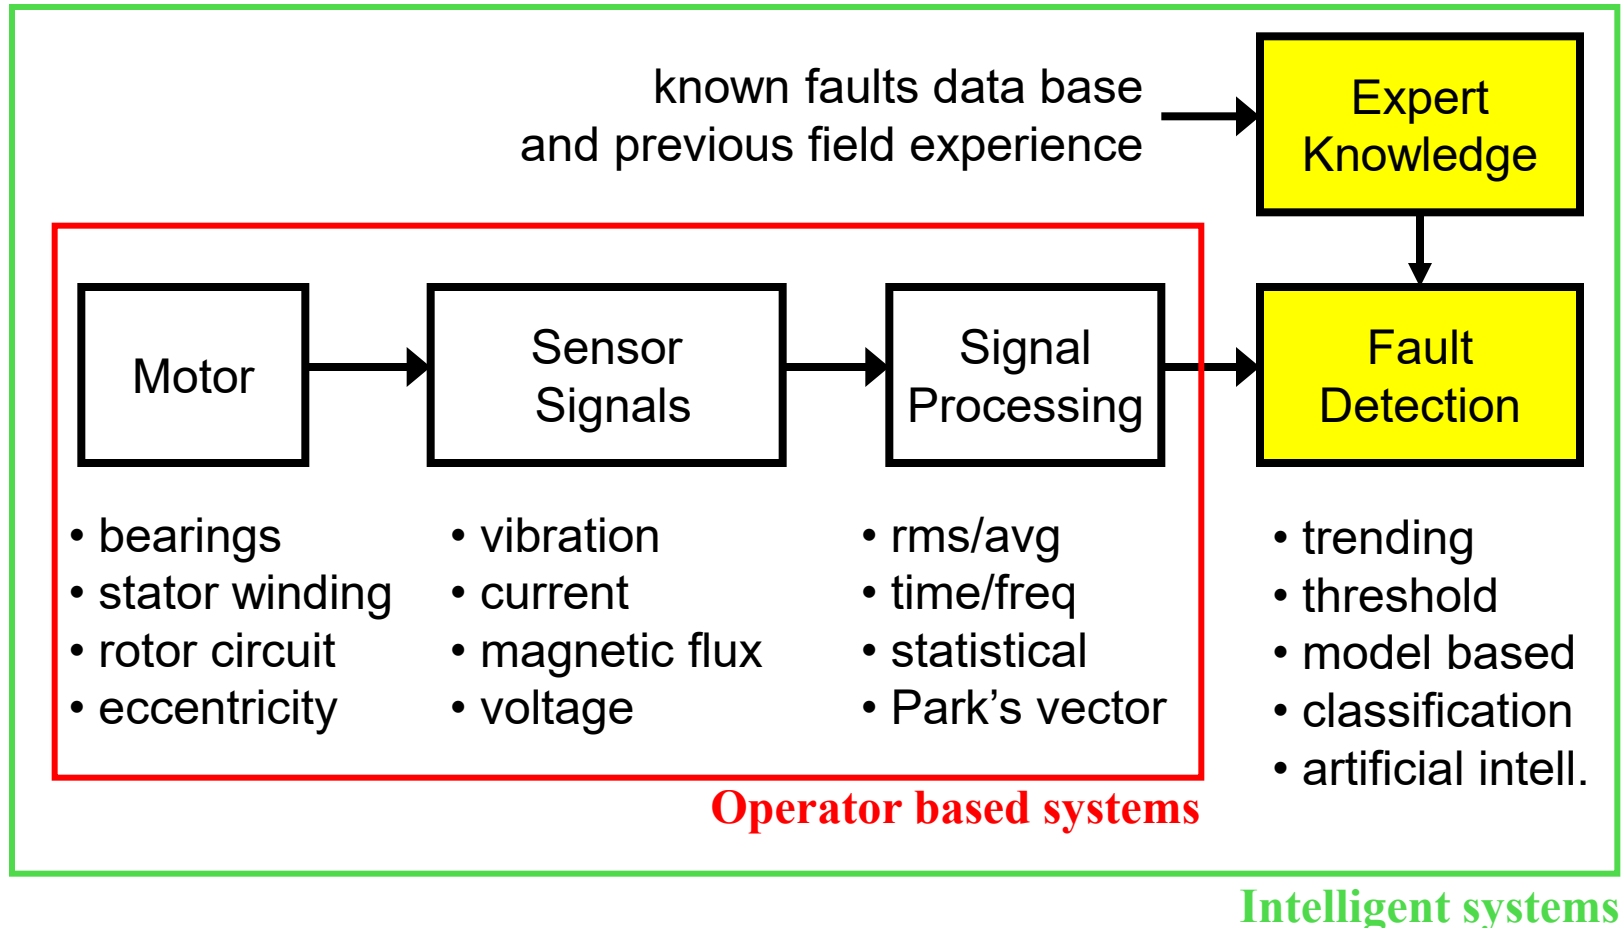 known faults data base
and previous field experience
Expert
Knowledge
Motor
Sensor
Signals
Signal
Processing
Fault
Detection
• bearings
• stator winding
• rotor circuit
• eccentricity
• vibration
• current
• magnetic flux
• voltage
• rms/avg
• time/freq
• statistical
• Park’s vector
• trending
• threshold
• model based
• classification
• artificial intell.
Operator based systems
Intelligent systems